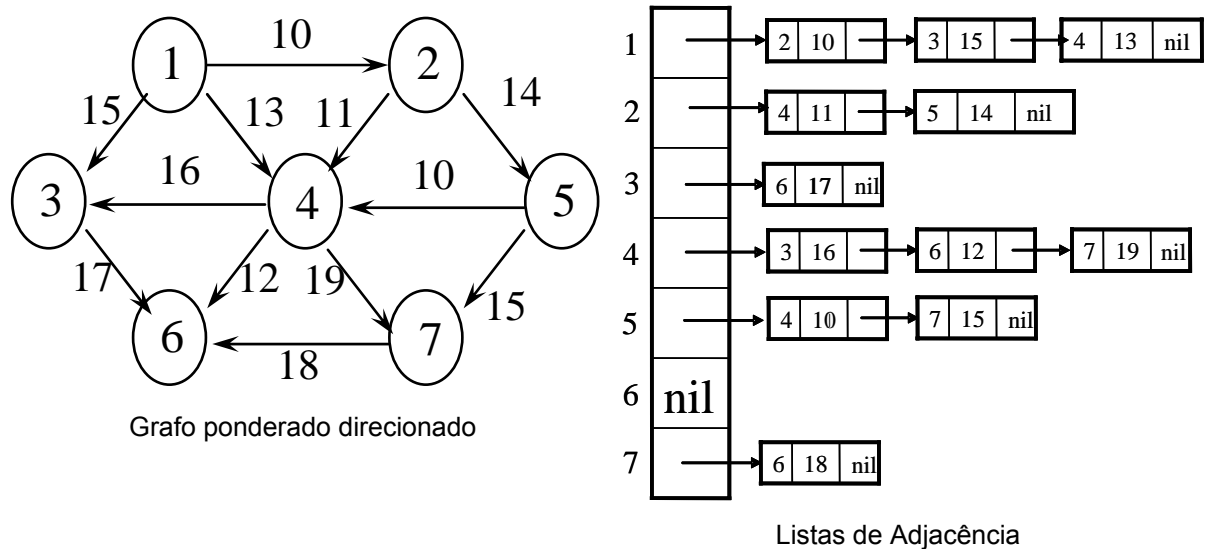 10
1
2
15
13
11
14
16
10
3
4
5
17
12
19
15
6
7
18
Grafo ponderado direcionado
1 2 10 3 15 4 13 nil
2 4 11 5 14 nil
3 6 17 nil
4 3 16 6 12 7 19 nil
5 4 10 7 15 nil
6 nil
7 6 18 nil
Listas de Adjacência